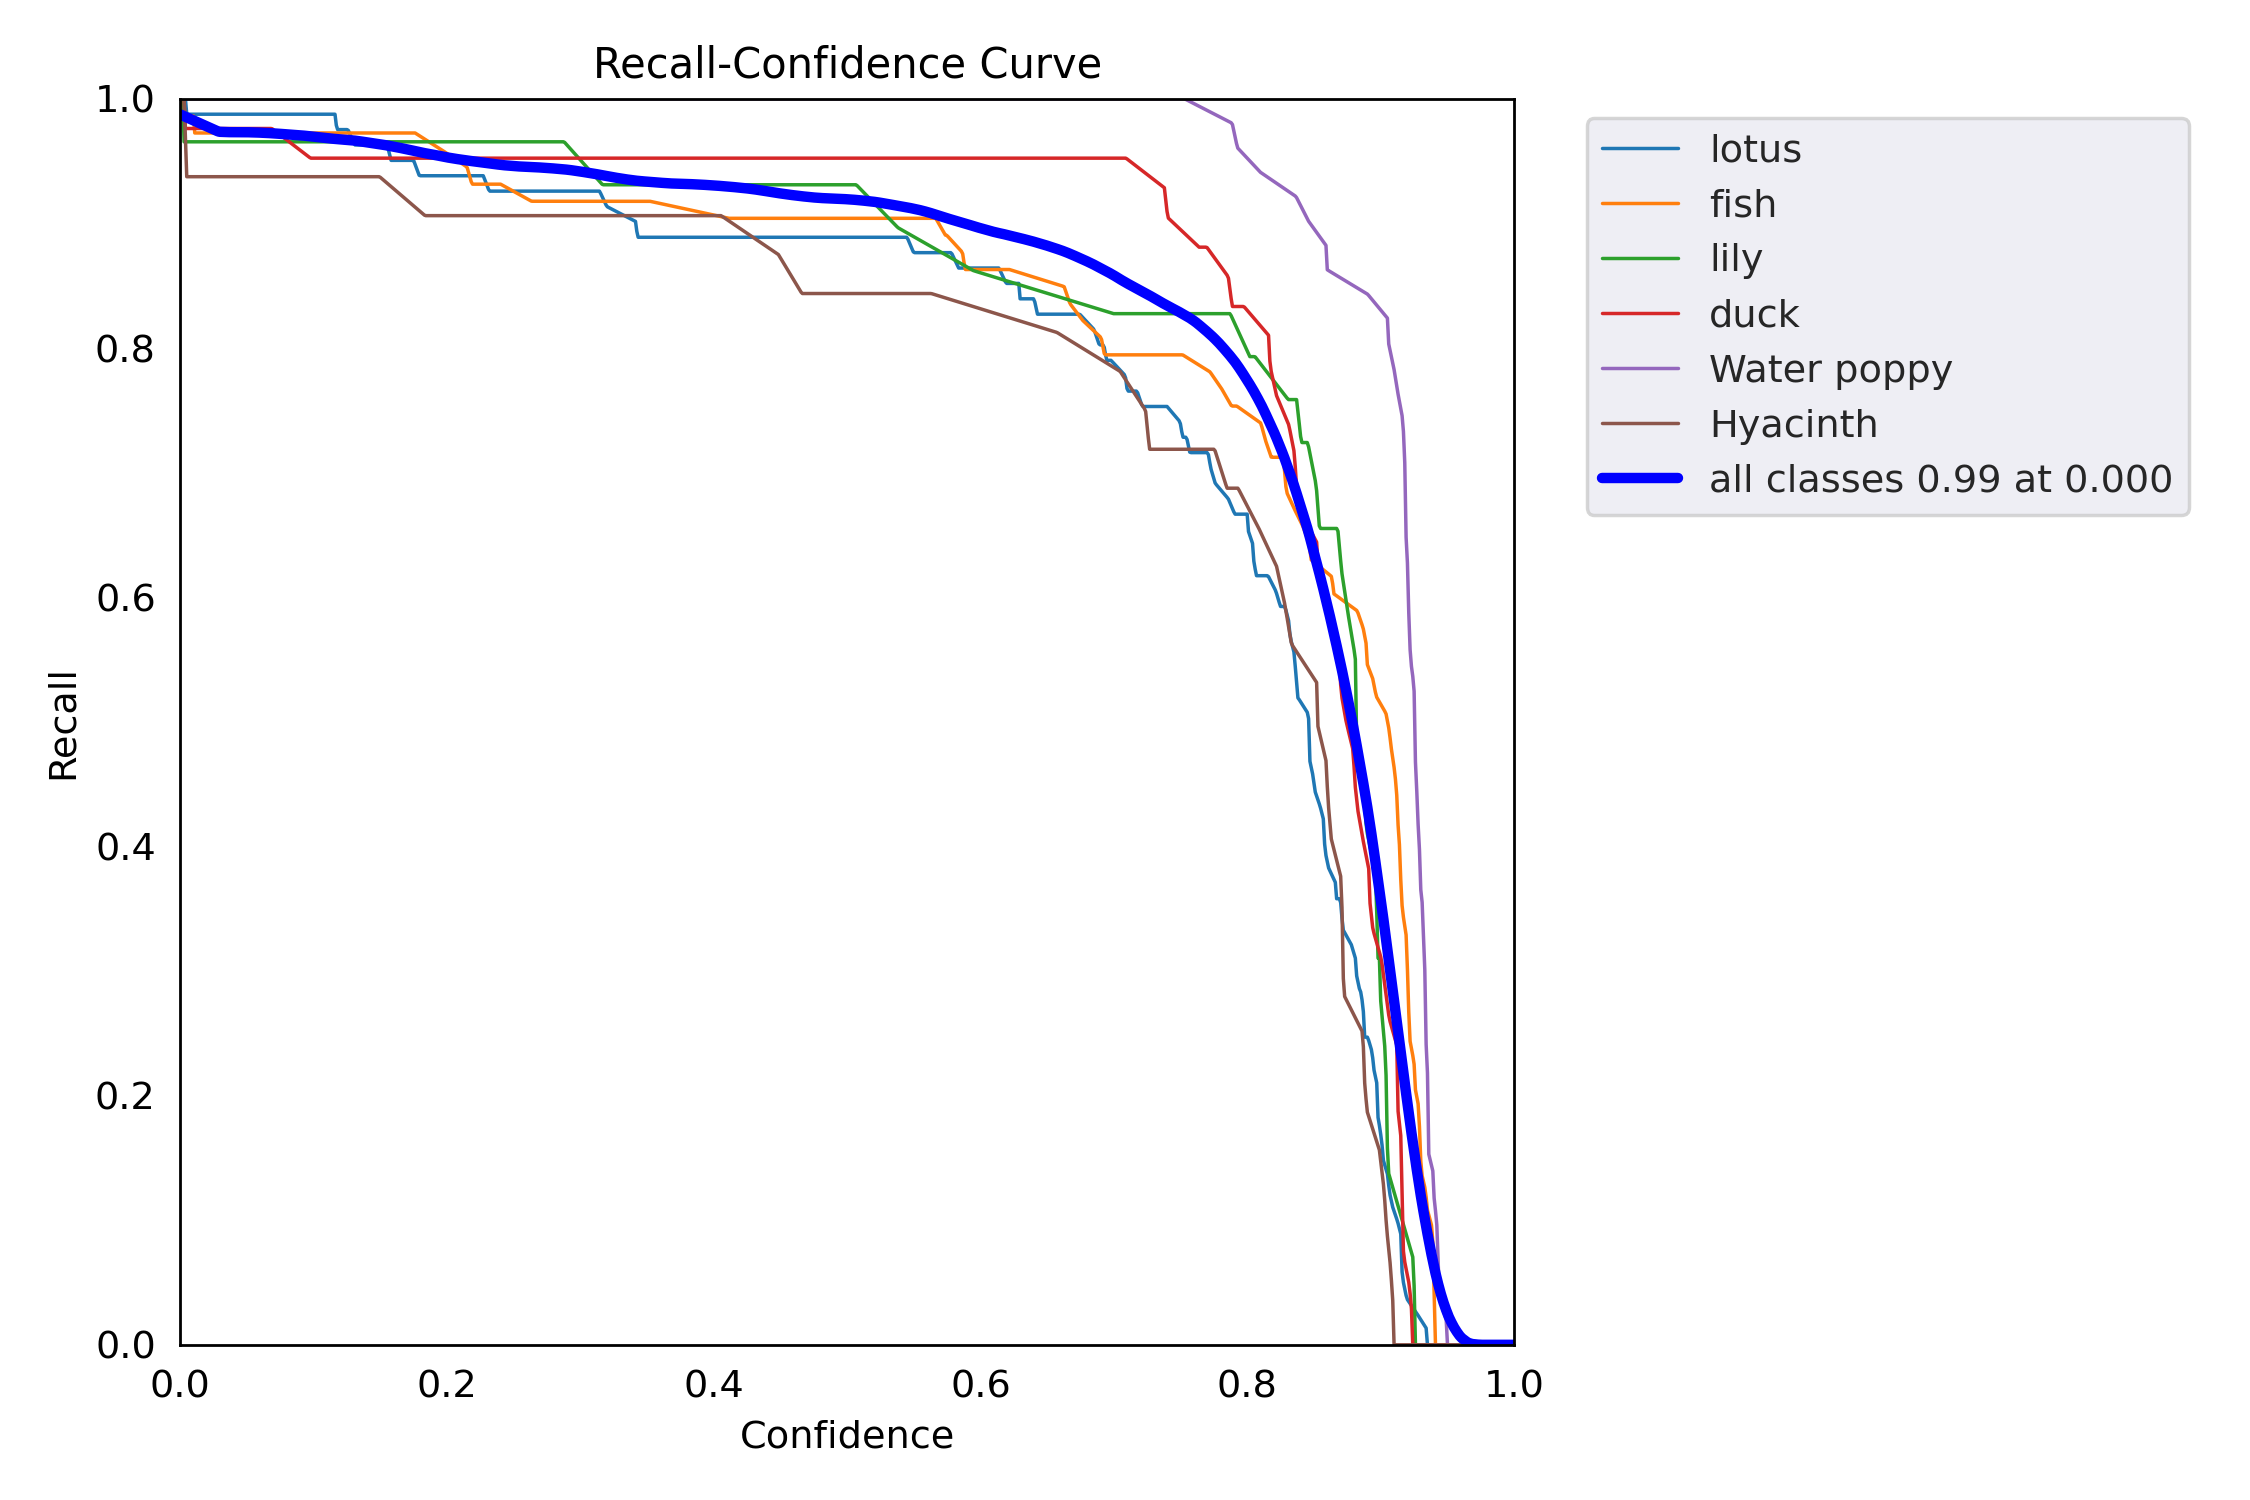 Recall-Confidence Curve
1.0
0.8
0.6
0.4
0.2
0.0
Recall
0.0 0.2 0.4 0.6 0.8 1.0
Confidence
lotus
fish
lily
duck
Water poppy
Hyacinth
all classes 0.99 at 0.000